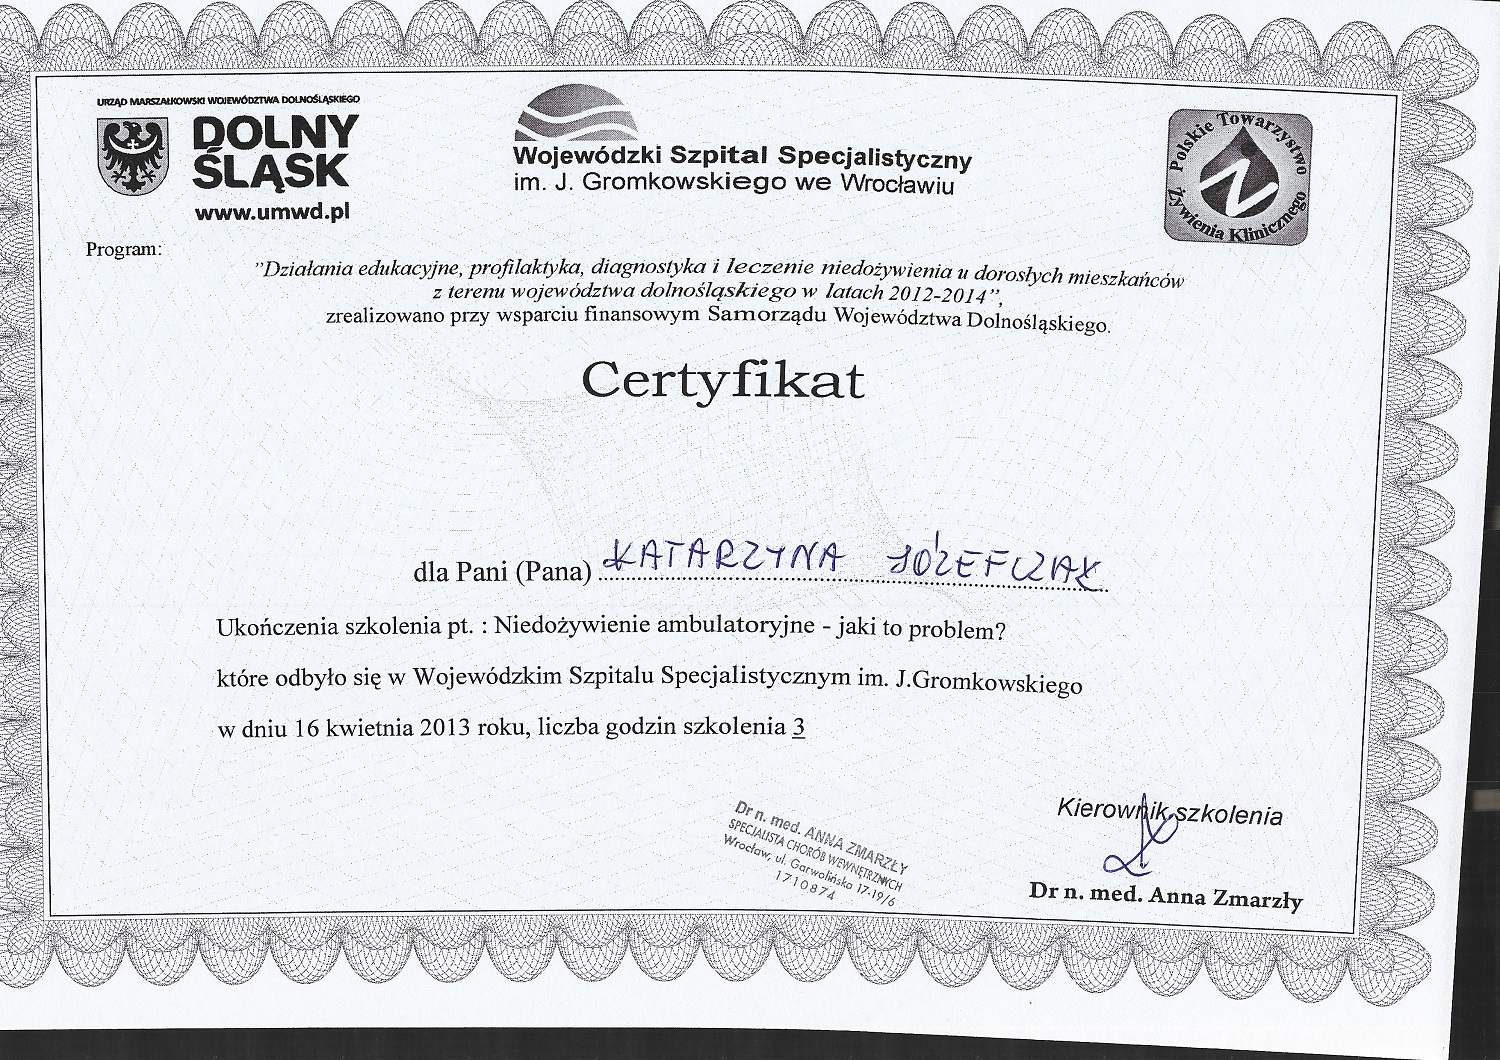 URZĄD MARSZAŁKOWSKI WOJEWÓDZTWA DOLNOŚLĄSKIEGO
DOLNY
ŚLĄSK
www.umwd.pl
Wojewódzki Szpital Specjalistyczny
im. J. Gromkowskiego we Wrocławiu
Polskie Towarzystwo
Żywienia Klinicznego
Program:
”Działania edukacyjne, profilaktyka, diagnostyka i leczenie niedożywienia u dorosłych mieszkańców
z terenu województwa dolnośląskiego w latach 2012-2014”,
zrealizowano przy wsparciu finansowym Samorządu Województwa Dolnośląskiego.
Certyfikat
dla Pani (Pana) KATARZYNA JÓZEFCZAK
Ukończenia szkolenia pt. : Niedożywienie ambulatoryjne - jaki to problem?
które odbyło się w Wojewódzkim Szpitalu Specjalistycznym im. J.Gromkowskiego
w dniu 16 kwietnia 2013 roku, liczba godzin szkolenia 3
Dr n. med. ANNA ZMARZŁY
SPECJALISTA CHORÓB WEWNĘTRZNYCH
Wrocław, ul. Garwolińska 17-19/6
1710874
Kierownik szkolenia
Dr n. med. Anna Zmarzły